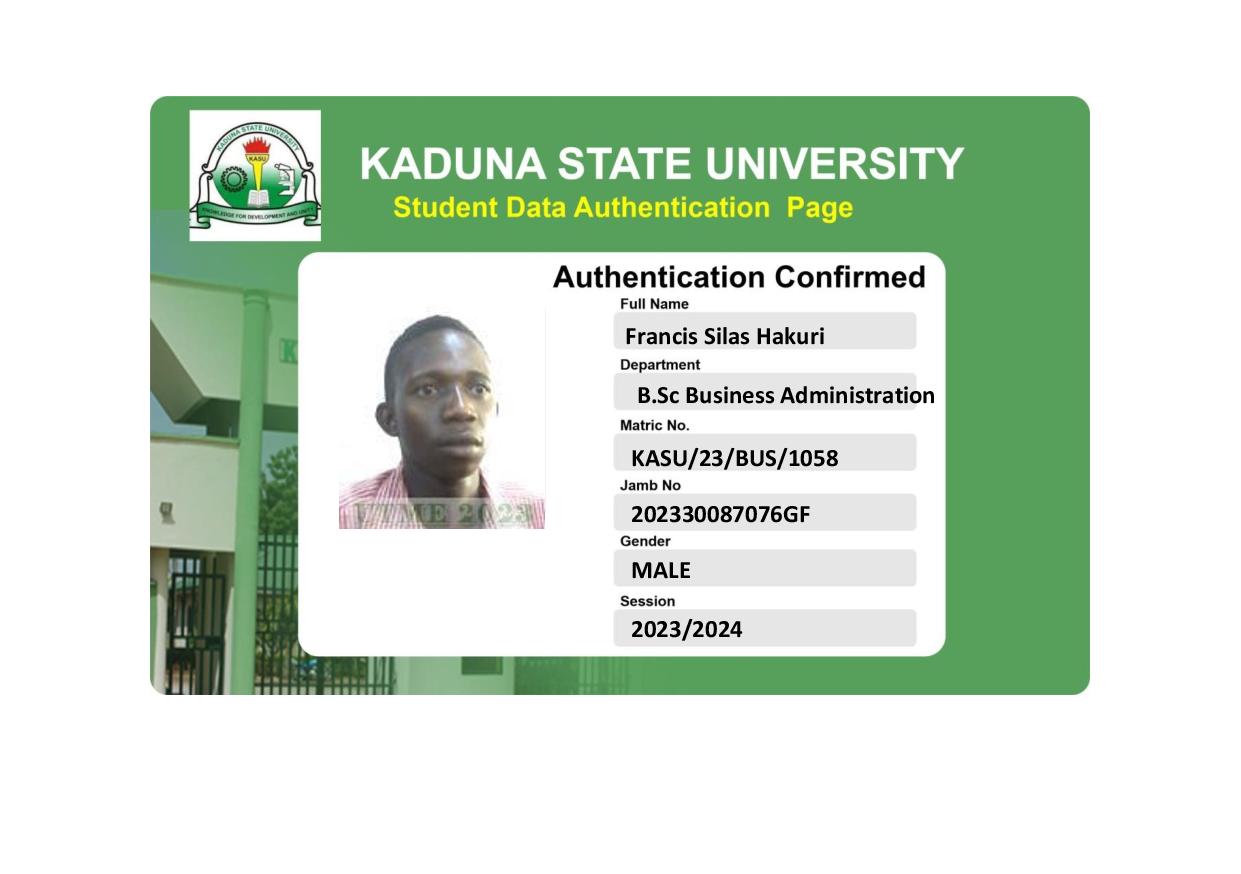 KADUNA STATE UNIVERSITY
KASU
KNOWLEDGE FOR DEVELOPMENT AND UNITY
KADUNA STATE UNIVERSITY
Student Data Authentication Page
Authentication Confirmed
Full Name
Francis Silas Hakuri
Department
B.Sc Business Administration
Matric No.
KASU/23/BUS/1058
Jamb No
202330087076GF
Gender
MALE
Session
2023/2024
UTME 2023
K